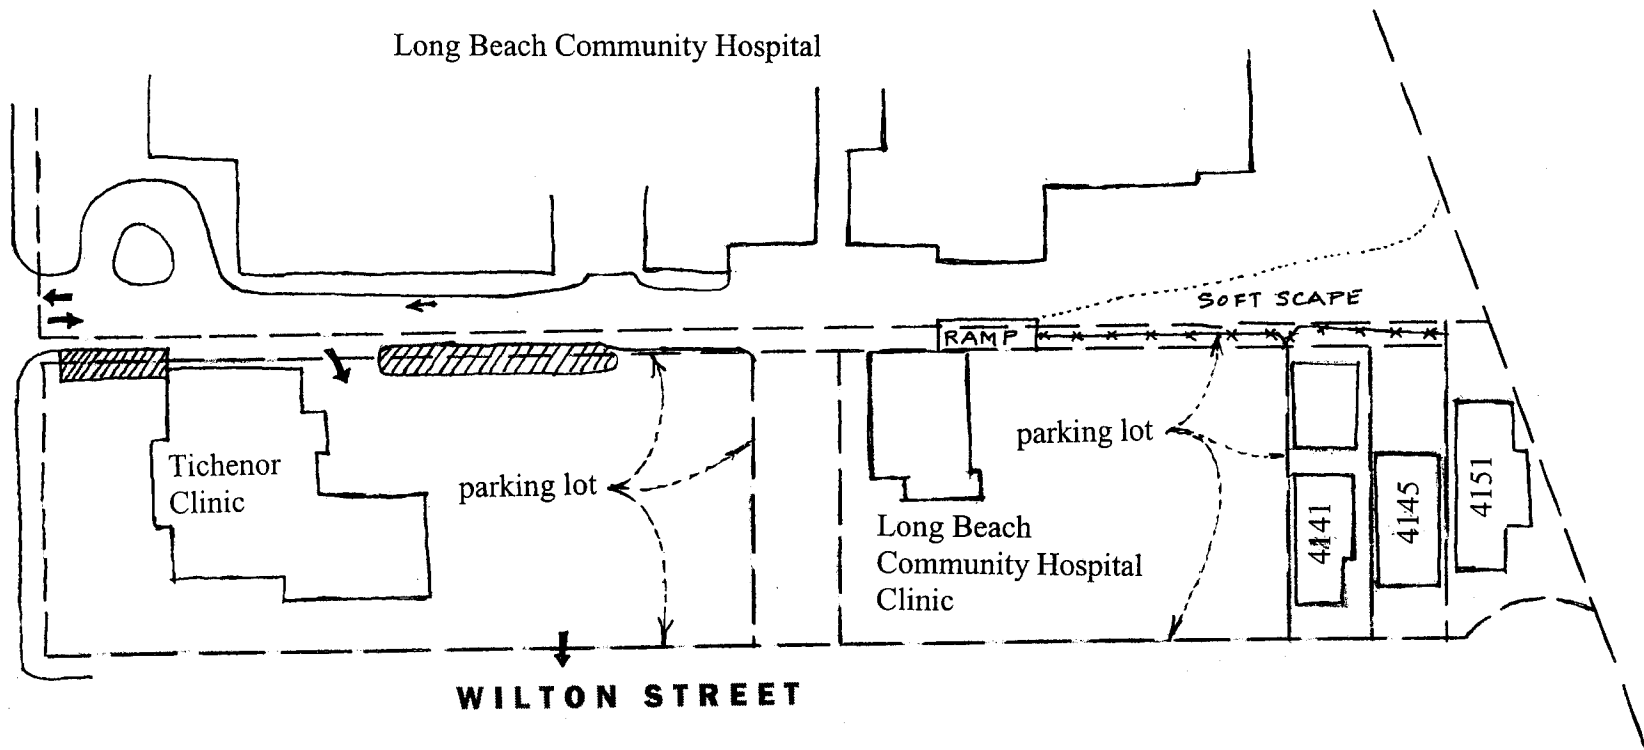 Long Beach Community Hospital
SOFT SCAPE
RAMP
parking lot
Tichenor
Clinic
parking lot
Long Beach
Community Hospital
Clinic
4141
4145
4151
WILTON STREET